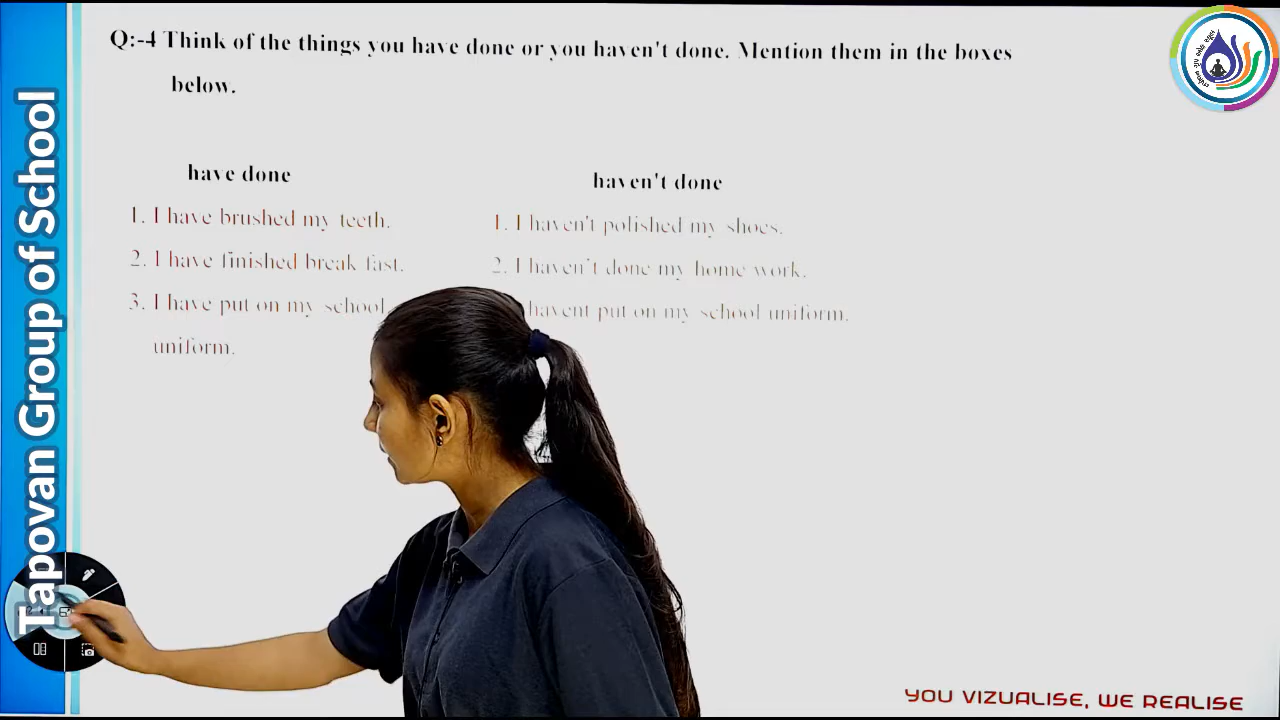 Q:-4 Think of the things you have done or you haven't done. Mention them in the boxes
below.
have done
1. I have brushed my teeth.
2. I have finished break fast.
3. I have put on my school
uniform.
haven't done
1. I haven't polished my shoes.
2. I haven't done my home work.
havent put on my school uniform.
Tapovan Group of School
YOU VIZUALISE, WE REALISE